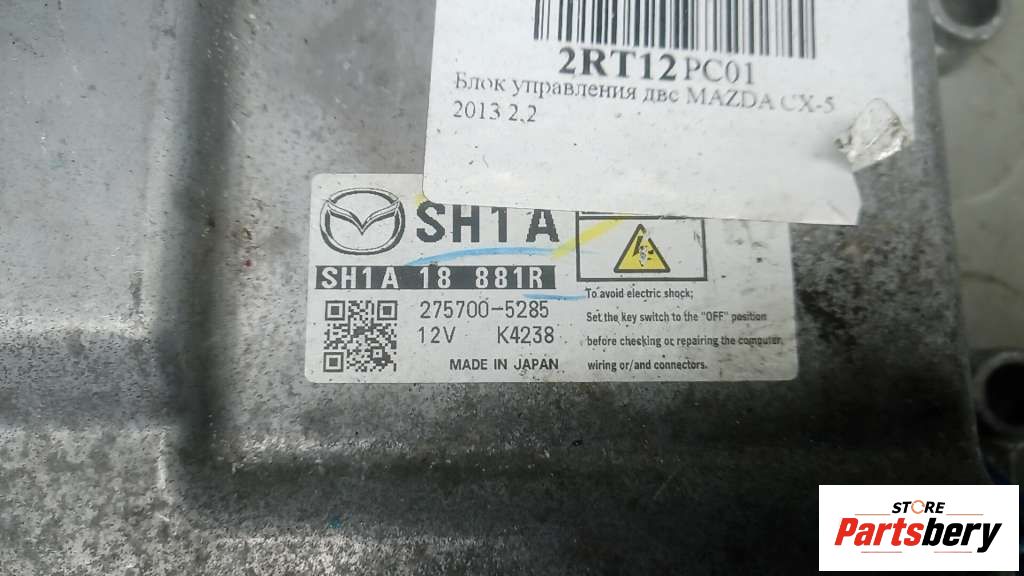 2RT12PC01
Блок управления двс MAZDA CX-5
2013 2,2
SH1A
SH1A 18 881R
275700-5285
12V K4238
MADE IN JAPAN
To avoid electric shock;
Set the key switch to the "OFF" position
before checking or repairing the computer
wiring or/and connectors.
STORE
Partsbery